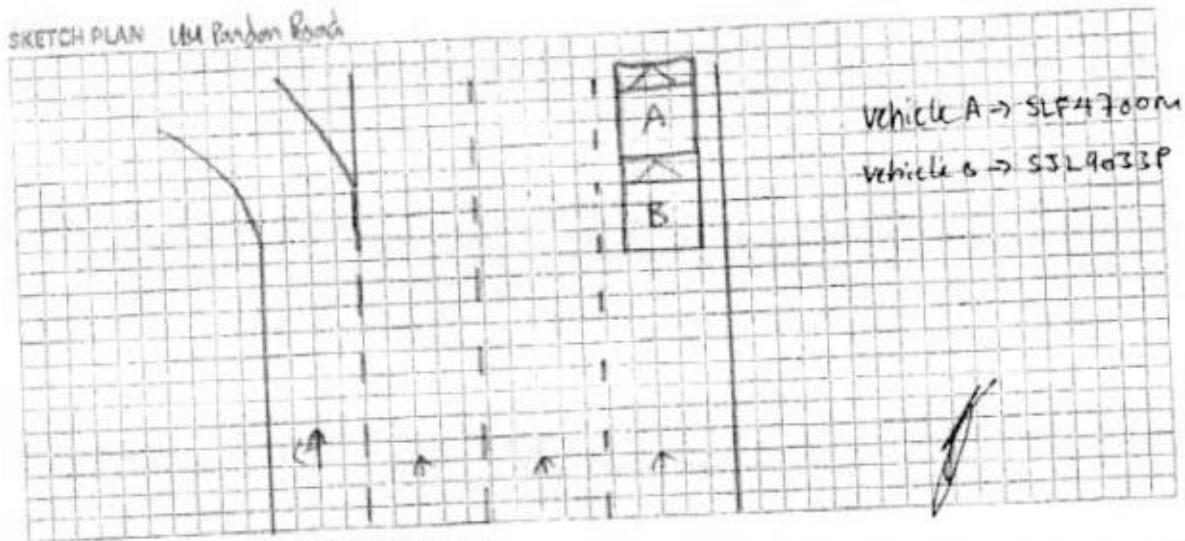 SKETCH PLAN Ulu Pandan Road
A
B
vehicle A → SLF4700M
vehicle B → SJL9033P